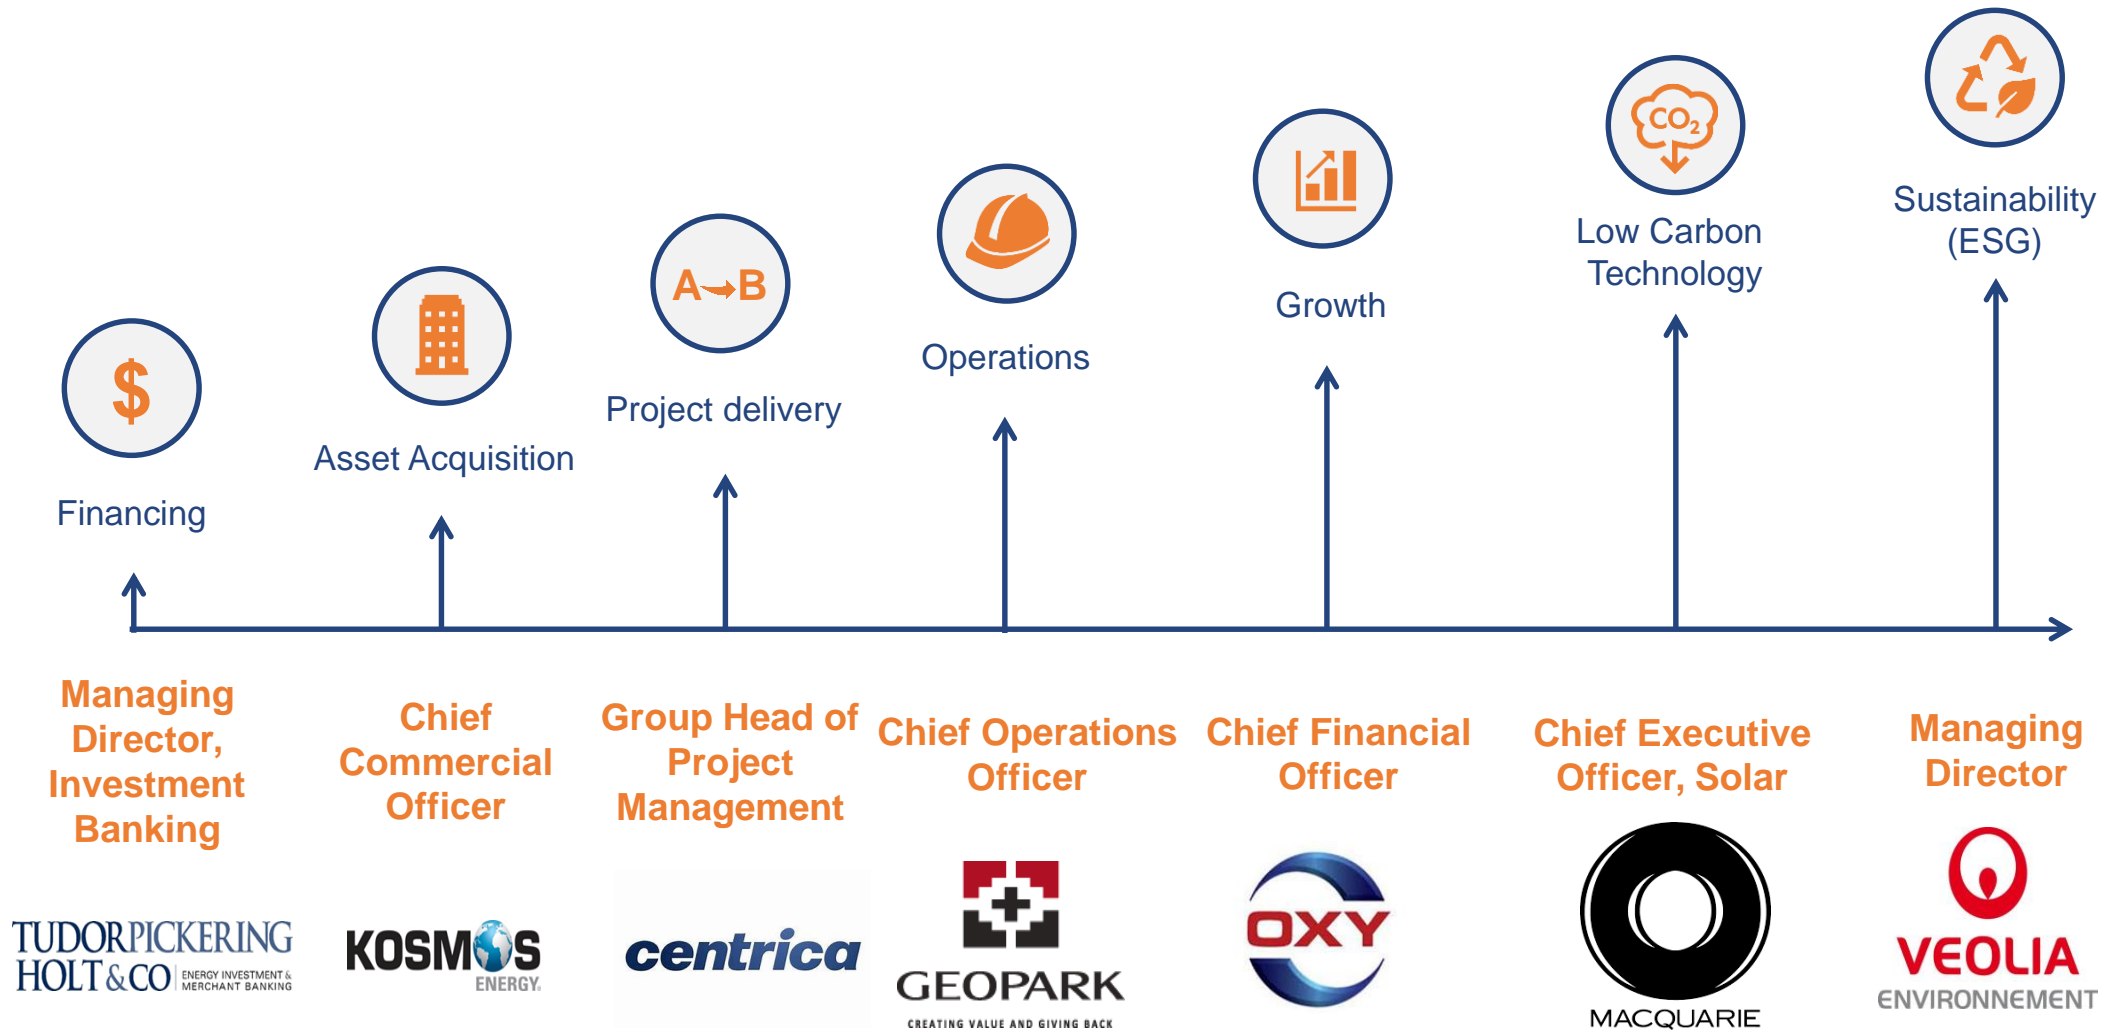 $
Financing
Asset Acquisition
A B
Project delivery
Operations
Growth
CO2
Low Carbon
Technology
Sustainability
(ESG)
Managing
Director,
Investment
Banking
Chief
Commercial
Officer
Group Head of
Project
Management
Chief Operations
Officer
Chief Financial
Officer
Chief Executive
Officer, Solar
Managing
Director
TUDORPICKERING
HOLT&CO
ENERGY INVESTMENT &
MERCHANT BANKING
KOSMOS
ENERGY.
centrica
GEOPARK
CREATING VALUE AND GIVING BACK
OXY
MACQUARIE
VEOLIA
ENVIRONNEMENT